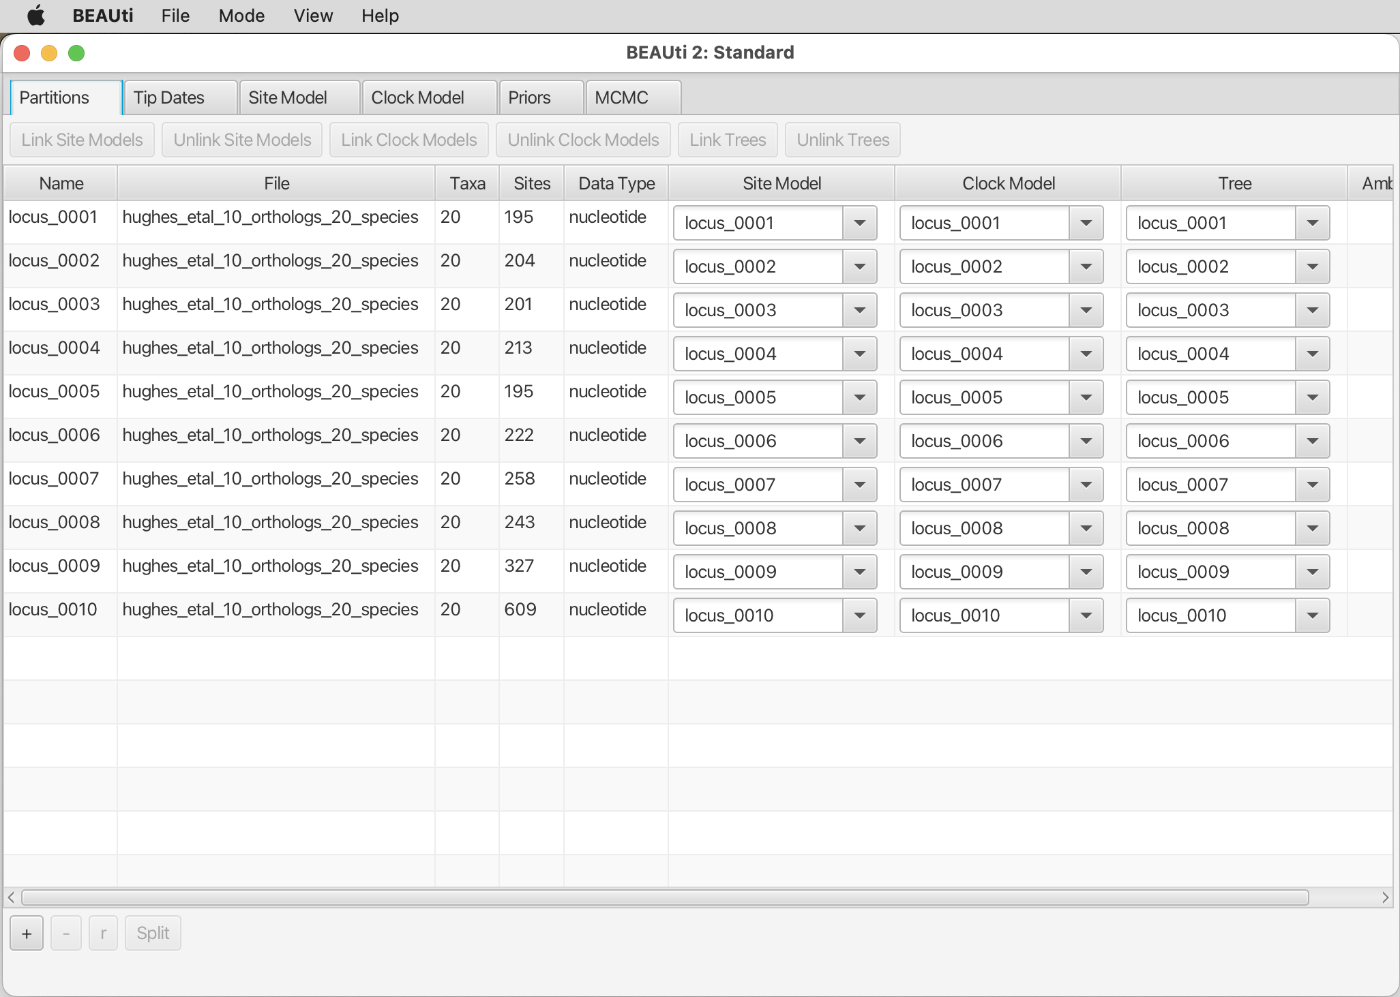 BEAUti File Mode View Help
BEAUti 2: Standard
Partitions Tip Dates Site Model Clock Model Priors MCMC
Link Site Models Unlink Site Models Link Clock Models Unlink Clock Models Link Trees Unlink Trees
Name File Taxa Sites Data Type Site Model Clock Model Tree Amb
locus_0001 hughes_etal_10_orthologs_20_species 20 195 nucleotide locus_0001 locus_0001 locus_0001
locus_0002 hughes_etal_10_orthologs_20_species 20 204 nucleotide locus_0002 locus_0002 locus_0002
locus_0003 hughes_etal_10_orthologs_20_species 20 201 nucleotide locus_0003 locus_0003 locus_0003
locus_0004 hughes_etal_10_orthologs_20_species 20 213 nucleotide locus_0004 locus_0004 locus_0004
locus_0005 hughes_etal_10_orthologs_20_species 20 195 nucleotide locus_0005 locus_0005 locus_0005
locus_0006 hughes_etal_10_orthologs_20_species 20 222 nucleotide locus_0006 locus_0006 locus_0006
locus_0007 hughes_etal_10_orthologs_20_species 20 258 nucleotide locus_0007 locus_0007 locus_0007
locus_0008 hughes_etal_10_orthologs_20_species 20 243 nucleotide locus_0008 locus_0008 locus_0008
locus_0009 hughes_etal_10_orthologs_20_species 20 327 nucleotide locus_0009 locus_0009 locus_0009
locus_0010 hughes_etal_10_orthologs_20_species 20 609 nucleotide locus_0010 locus_0010 locus_0010
+ - r Split